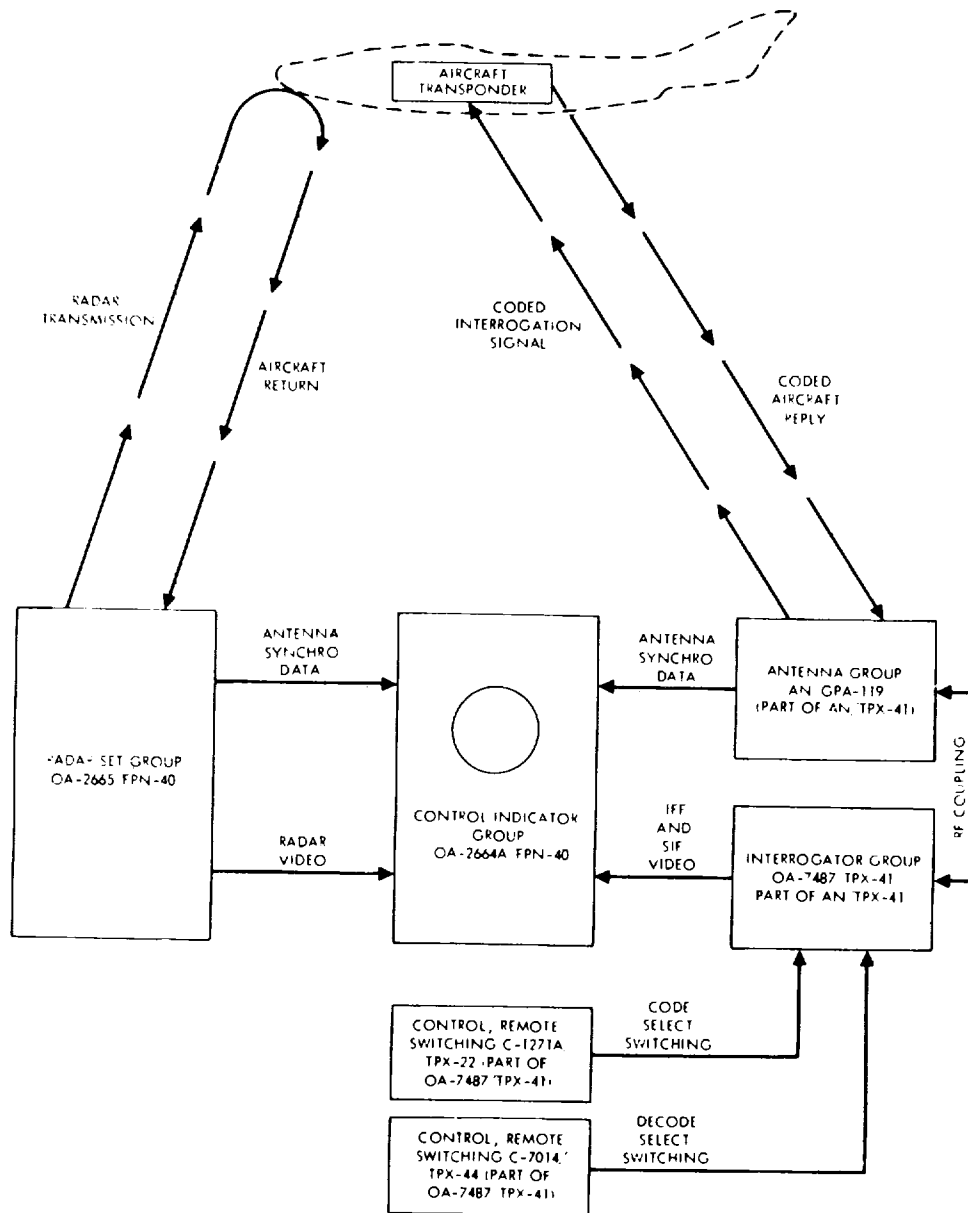 AIRCRAFT
TRANSPONDER
RADAR
TRANSMISSION
AIRCRAFT
RETURN
CODED
INTERROGATION
SIGNAL
CODED
AIRCRAFT
REPLY
ANTENNA
SYNCHRO
DATA
ANTENNA
SYNCHRO
DATA
ANTENNA GROUP
AN GPA-119
(PART OF AN/TPX-41)
RF COUPLING
RADAR SET GROUP
OA-2665 FPN-40
CONTROL INDICATOR
GROUP
OA-2664A FPN-40
RADAR
VIDEO
IFF
AND
SIF
VIDEO
INTERROGATOR GROUP
OA-7487 TPX-41
PART OF AN/TPX-41
CONTROL, REMOTE
SWITCHING C-1271A
TPX-22 (PART OF
OA-7487 TPX-41)
CODE
SELECT
SWITCHING
CONTROL, REMOTE
SWITCHING C-7014/
TPX-44 (PART OF
OA-7487 TPX-41)
DECODE
SELECT
SWITCHING